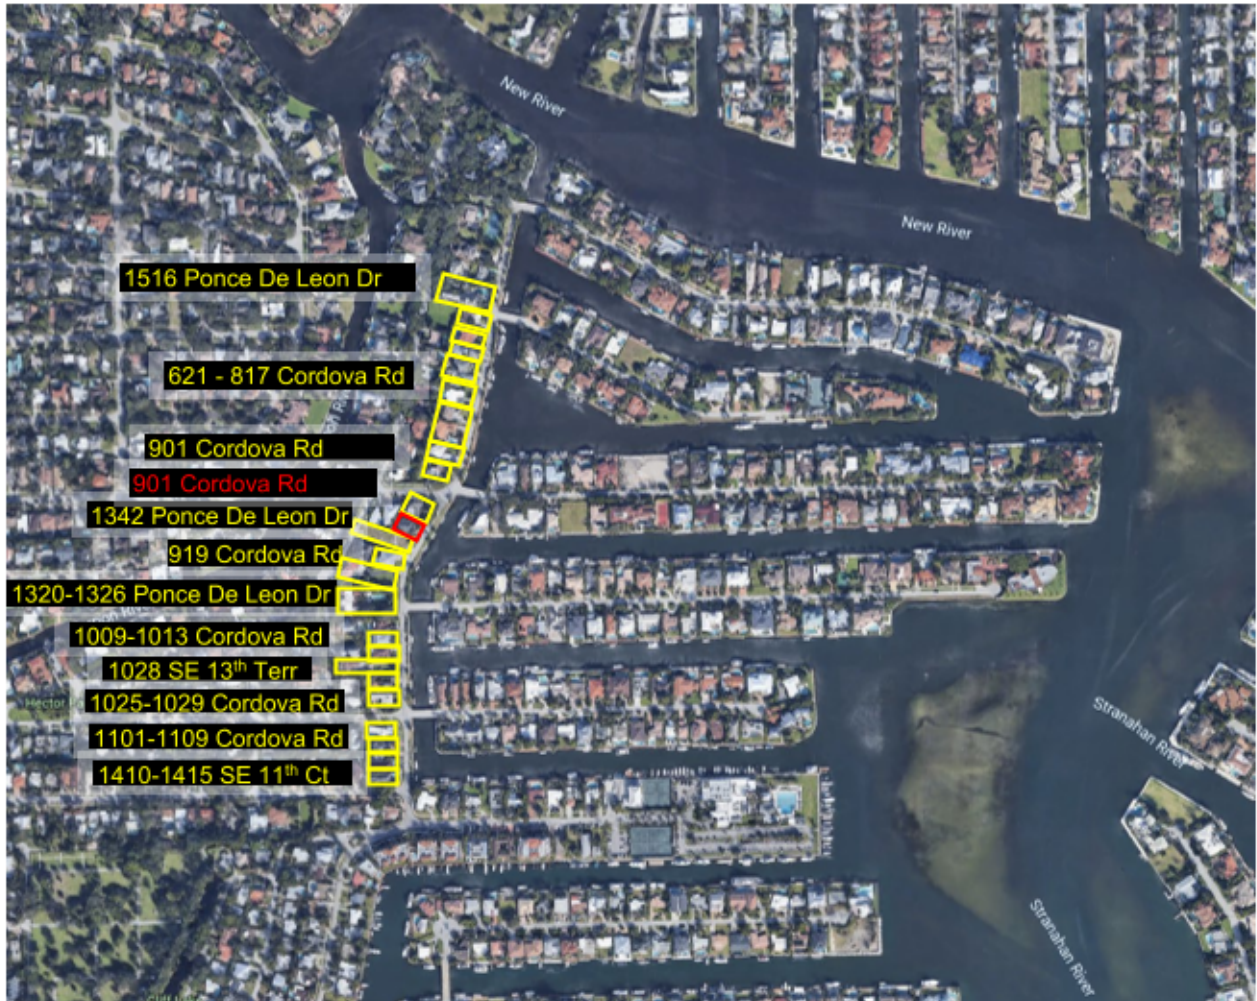 New River
New River
1516 Ponce De Leon Dr
621 - 817 Cordova Rd
901 Cordova Rd
901 Cordova Rd
1342 Ponce De Leon Dr
919 Cordova Rd
1320-1326 Ponce De Leon Dr
1009-1013 Cordova Rd
1028 SE 13th Terr
Hector
1025-1029 Cordova Rd
1101-1109 Cordova Rd
1410-1415 SE 11th Ct
Stranahan River
Stranahan River